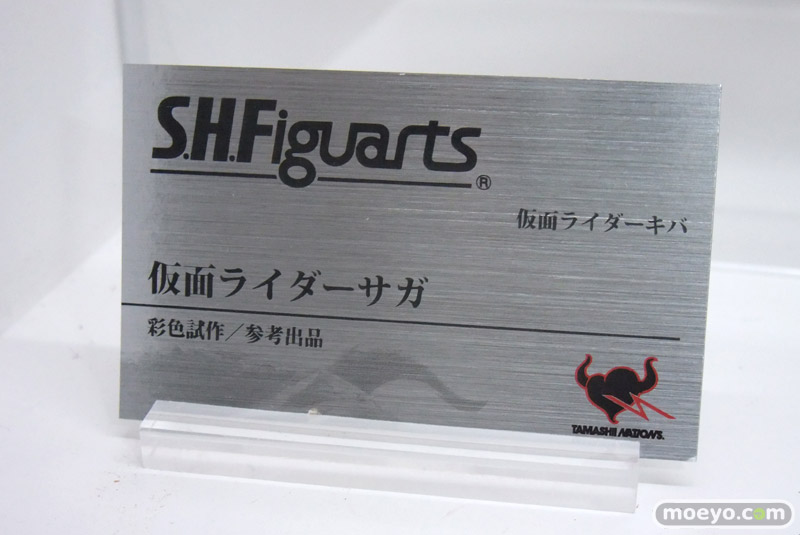 S.H.Figuarts®
仮面ライダーキバ
仮面ライダーサガ
彩色試作／参考出品
TAMASHII NATIONS.
moeyo.com